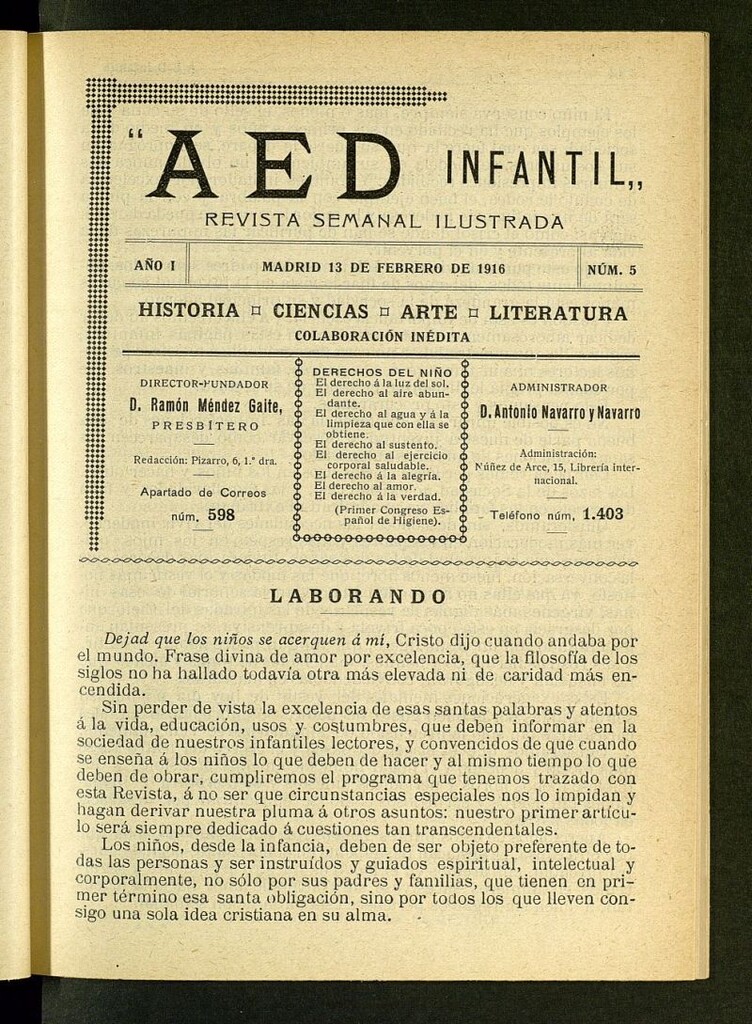 “AED INFANTIL„
REVISTA SEMANAL ILUSTRADA
AÑO I
MADRID 13 DE FEBRERO DE 1916
NÚM. 5
HISTORIA ¤ CIENCIAS ¤ ARTE ¤ LITERATURA
COLABORACIÓN INÉDITA
DIRECTOR-FUNDADOR
D. Ramón Méndez Gaite,
PRESBÍTERO
Redacción: Pizarro, 6, 1.º dra.
Apartado de Correos
núm. 598
DERECHOS DEL NIÑO
El derecho á la luz del sol.
El derecho al aire abun-
dante.
El derecho al agua y á la
limpieza que con ella se
obtiene.
El derecho al sustento.
El derecho al ejercicio
corporal saludable.
El derecho á la alegría.
El derecho al amor.
El derecho á la verdad.
(Primer Congreso Es-
pañol de Higiene).
ADMINISTRADOR
D. Antonio Navarro y Navarro
Administración:
Núñez de Arce, 15, Librería inter-
nacional.
Teléfono núm. 1.403
LABORANDO
Dejad que los niños se acerquen á mí, Cristo dijo cuando andaba por
el mundo. Frase divina de amor por excelencia, que la filosofía de los
siglos no ha hallado todavía otra más elevada ni de caridad más en-
cendida.
Sin perder de vista la excelencia de esas santas palabras y atentos
á la vida, educación, usos y costumbres, que deben informar en la
sociedad de nuestros infantiles lectores, y convencidos de que cuando
se enseña á los niños lo que deben de hacer y al mismo tiempo lo que
deben de obrar, cumpliremos el programa que tenemos trazado con
esta Revista, á no ser que circunstancias especiales nos lo impidan y
hagan derivar nuestra pluma á otros asuntos: nuestro primer artícu-
lo será siempre dedicado á cuestiones tan transcendentales.
Los niños, desde la infancia, deben de ser objeto preferente de to-
das las personas y ser instruídos y guiados espiritual, intelectual y
corporalmente, no sólo por sus padres y familias, que tienen en pri-
mer término esa santa obligación, sino por todos los que lleven con-
sigo una sola idea cristiana en su alma.